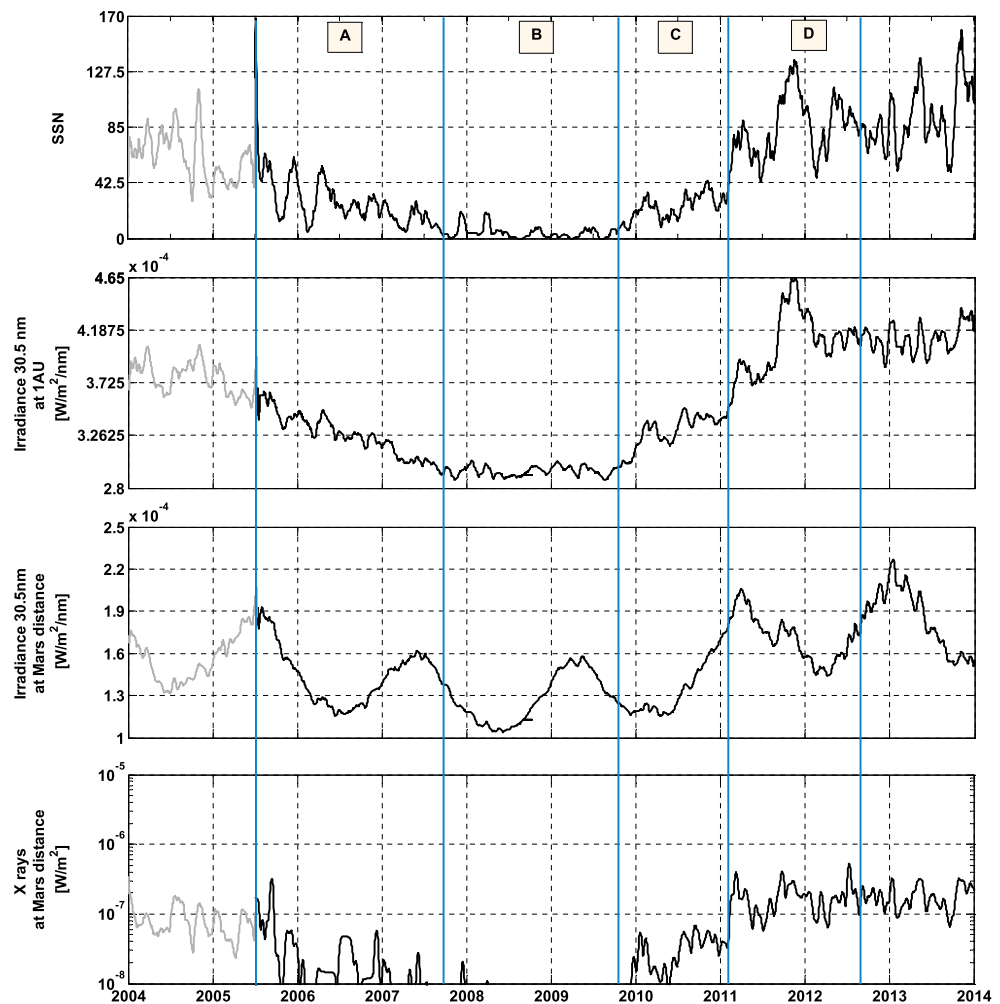 170
127.5
85
42.5
0
SSN
A
B
C
D
x 10-4
4.65
4.1875
3.725
3.2625
2.8
Irradiance 30.5 nm
at 1AU
[W/m2/nm]
x 10-4
2.5
2.2
1.9
1.6
1.3
1
Irradiance 30.5nm
at Mars distance
[W/m2/nm]
10-5
10-6
10-7
10-8
X rays
at Mars distance
[W/m2]
2004 2005 2006 2007 2008 2009 2010 2011 2012 2013 2014